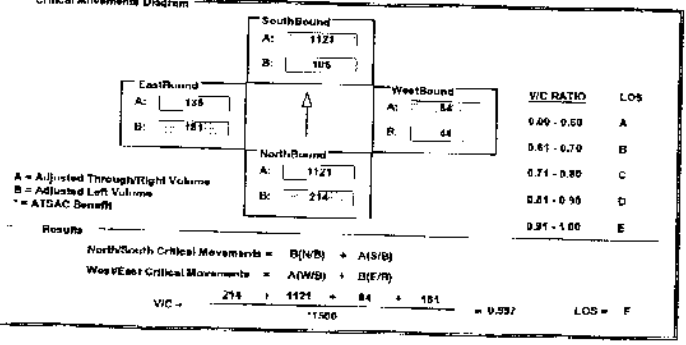 Critical Movements Diagram
SouthBound
A: 1121
B: 105
EastBound
A: 135
B: 181
WestBound
A: 84
B: 44
NorthBound
A: 1121
B: 214
V/C RATIO LOS
0.00 - 0.60 A
0.61 - 0.70 B
0.71 - 0.80 C
0.81 - 0.90 D
0.91 - 1.00 E
A = Adjusted Through/Right Volume
B = Adjusted Left Volume
* = ATSAC Benefit
Results
North/South Critical Movements = B(N/B) + A(S/B)
West/East Critical Movements = A(W/B) + B(E/B)
V/C = 214 + 1121 + 84 + 181 = LOS =
*1500